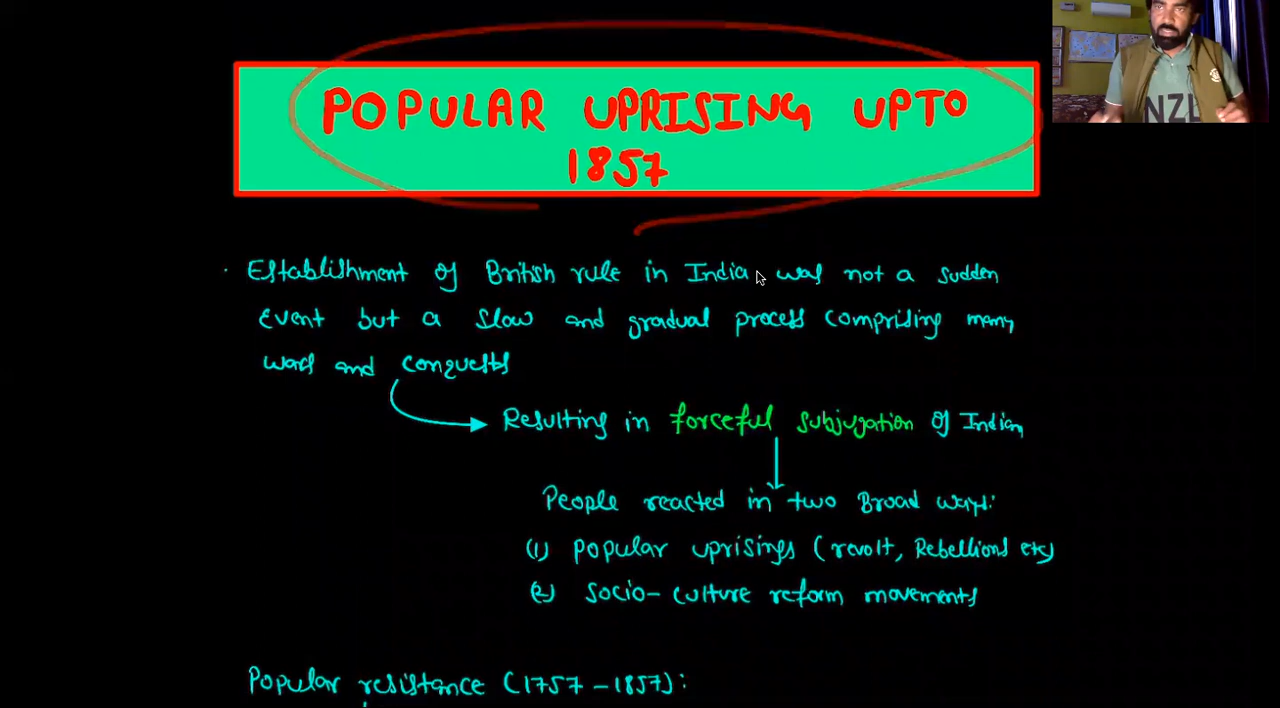 POPULAR UPRISING UPTO
1857
NZL
· Establishment of British rule in India was not a sudden
Event but a slow and gradual process comprising many
wars and conquests
Resulting in forceful subjugation of Indian
People reacted in two Broad ways:
(1) Popular uprisings (revolt, Rebellions etc)
(2) Socio-culture reform movements
Popular resistance (1757-1857):